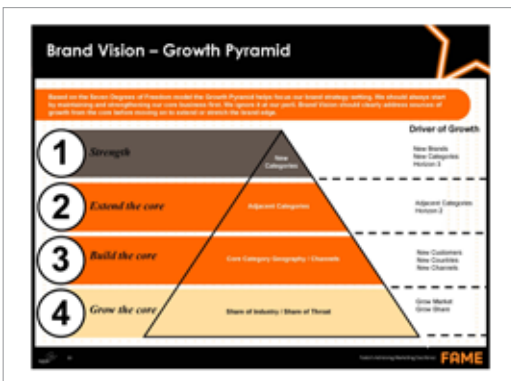 Brand Vision – Growth Pyramid
Based on the Seven Degrees of Freedom model the Growth Pyramid helps focus our brand strategy setting. We should always start
by maintaining and strengthening our core business first. We ignore it at our peril. Brand Vision should clearly address sources of
growth from the core before moving on to extend or stretch the brand edge.
Driver of Growth
1
Strength
New
Categories
New Brands
New Categories
Horizon 3
2
Extend the core
Adjacent Categories
Adjacent Categories
Horizon 2
3
Build the core
Core Category Geography / Channels
New Customers
New Countries
New Channels
4
Grow the core
Share of Industry / Share of Throat
Grow Market
Grow Share
FAME